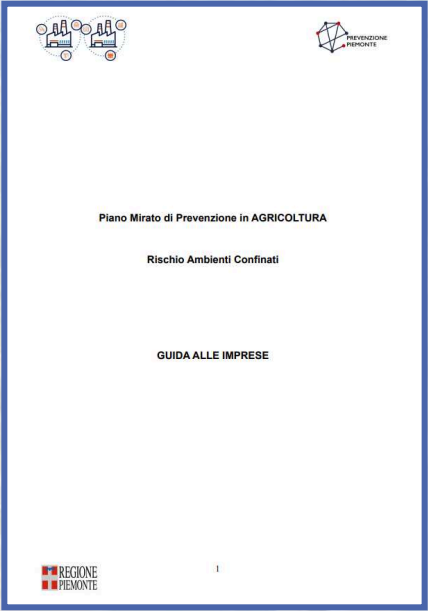 PREVENZIONE
PIEMONTE
Piano Mirato di Prevenzione in AGRICOLTURA
Rischio Ambienti Confinati
GUIDA ALLE IMPRESE
REGIONE
PIEMONTE
1